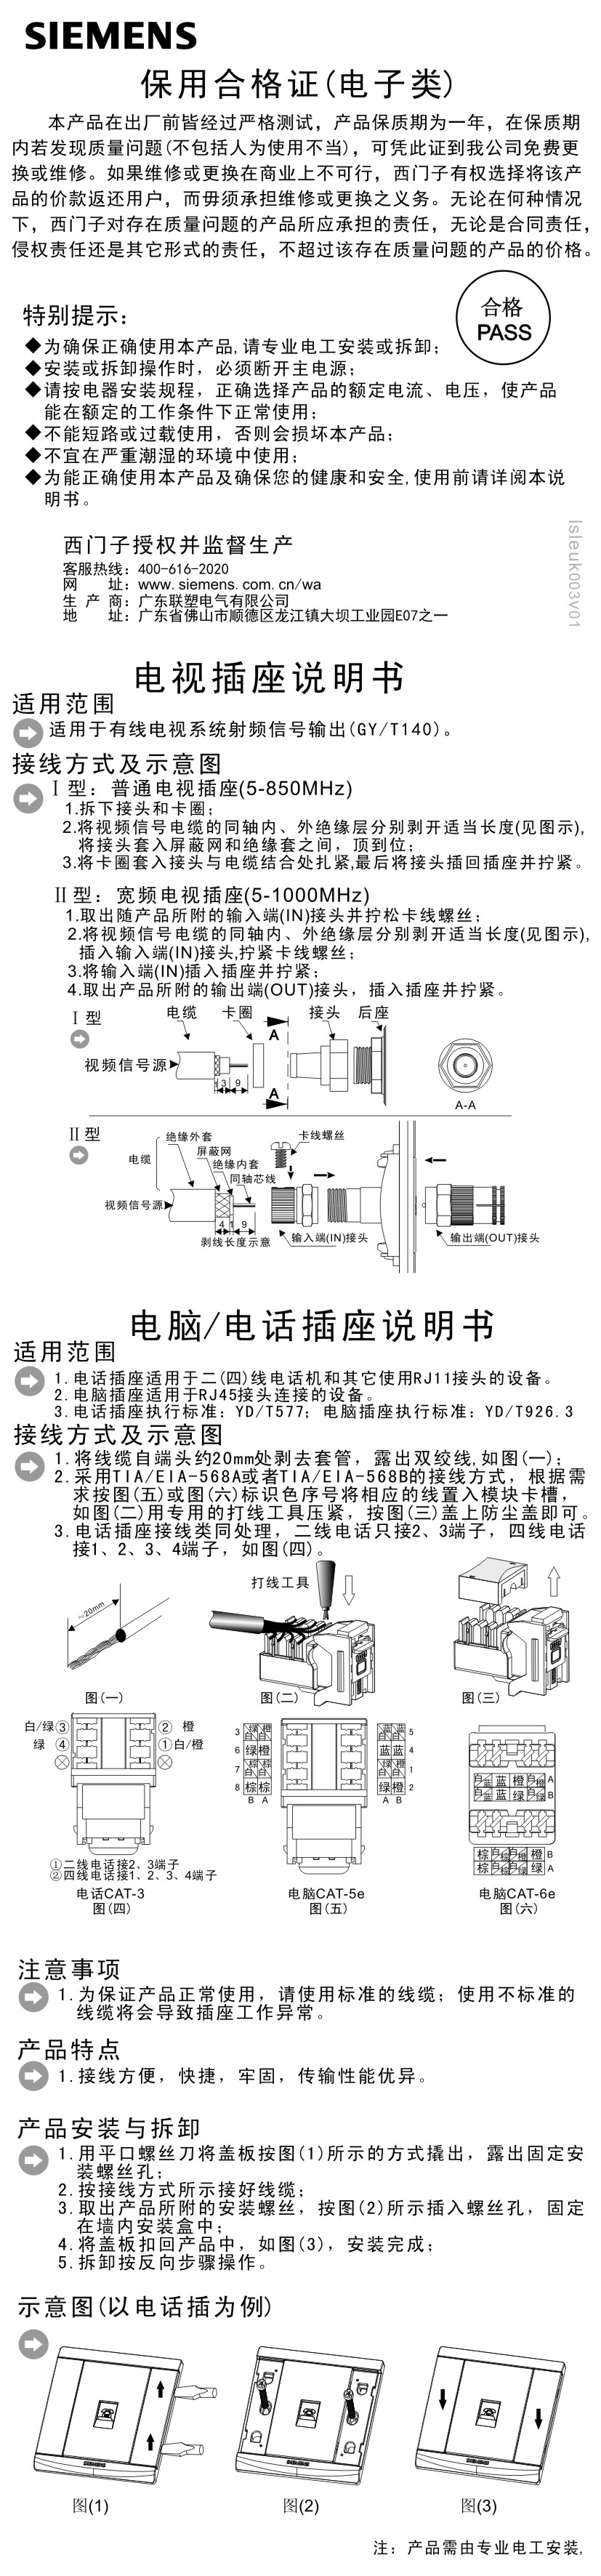 SIEMENS
保用合格证(电子类)
本产品在出厂前皆经过严格测试，产品保质期为一年，在保质期
内若发现质量问题(不包括人为使用不当)，可凭此证到我公司免费更
换或维修。如果维修或更换在商业上不可行，西门子有权选择将该产
品的价款返还用户，而毋须承担维修或更换之义务。无论在何种情况
下，西门子对存在质量问题的产品所应承担的责任，无论是合同责任，
侵权责任还是其它形式的责任，不超过该存在质量问题的产品的价格。
合格
PASS
特别提示：
◆为确保正确使用本产品,请专业电工安装或拆卸；
◆安装或拆卸操作时，必须断开主电源；
◆请按电器安装规程，正确选择产品的额定电流、电压，使产品
能在额定的工作条件下正常使用；
◆不能短路或过载使用，否则会损坏本产品；
◆不宜在严重潮湿的环境中使用；
◆为能正确使用本产品及确保您的健康和安全,使用前请详阅本说
明书。
lsleuk003v01
西门子授权并监督生产
客服热线：400-616-2020
网 址：www.siemens.com.cn/wa
生 产 商：广东联塑电气有限公司
地 址：广东省佛山市顺德区龙江镇大坝工业园E07之一
电视插座说明书
适用范围
适用于有线电视系统射频信号输出(GY/T140)。
接线方式及示意图
Ⅰ型：普通电视插座(5-850MHz)
1.拆下接头和卡圈；
2.将视频信号电缆的同轴内、外绝缘层分别剥开适当长度(见图示),
将接头套入屏蔽网和绝缘套之间，顶到位；
3.将卡圈套入接头与电缆结合处扎紧,最后将接头插回插座并拧紧。
Ⅱ型：宽频电视插座(5-1000MHz)
1.取出随产品所附的输入端(IN)接头并拧松卡线螺丝；
2.将视频信号电缆的同轴内、外绝缘层分别剥开适当长度(见图示),
插入输入端(IN)接头,拧紧卡线螺丝；
3.将输入端(IN)插入插座并拧紧；
4.取出产品所附的输出端(OUT)接头，插入插座并拧紧。
Ⅰ型
电缆 卡圈 接头 后座
A
视频信号源
3 9
A
A-A
Ⅱ型
绝缘外套
卡线螺丝
屏蔽网
电缆
绝缘内套
同轴芯线
视频信号源
4 1 9
剥线长度示意
输入端(IN)接头
输出端(OUT)接头
电脑/电话插座说明书
适用范围
1.电话插座适用于二(四)线电话机和其它使用RJ11接头的设备。
2.电脑插座适用于RJ45接头连接的设备。
3.电话插座执行标准：YD/T577；电脑插座执行标准：YD/T926.3
接线方式及示意图
1.将线缆自端头约20mm处剥去套管，露出双绞线,如图(一)；
2.采用TIA/EIA-568A或者TIA/EIA-568B的接线方式，根据需
求按图(五)或图(六)标识色序号将相应的线置入模块卡槽，
如图(二)用专用的打线工具压紧，按图(三)盖上防尘盖即可。
3.电话插座接线类同处理，二线电话只接2、3端子，四线电话
接1、2、3、4端子，如图(四)。
打线工具
≈20mm
图(一)
图(二)
图(三)
白/绿③ ② 橙
绿 ④ ①白/橙
3 白绿 白橙
6 绿 橙
7 白棕 白棕
8 棕 棕
B A
白蓝 白蓝 5
蓝 蓝 4
白绿 白橙 1
绿 橙 2
A B
白蓝 蓝 橙 白橙 A
白蓝 蓝 绿 白绿 B
棕 白棕 白橙 橙 B
棕 白棕 白绿 绿 A
①二线电话接2、3端子
②四线电话接1、2、3、4端子
电话CAT-3
图(四)
电脑CAT-5e
图(五)
电脑CAT-6e
图(六)
注意事项
1.为保证产品正常使用，请使用标准的线缆；使用不标准的
线缆将会导致插座工作异常。
产品特点
1.接线方便，快捷，牢固，传输性能优异。
产品安装与拆卸
1.用平口螺丝刀将盖板按图(1)所示的方式撬出，露出固定安
装螺丝孔；
2.按接线方式所示接好线缆；
3.取出产品所附的安装螺丝，按图(2)所示插入螺丝孔，固定
在墙内安装盒中；
4.将盖板扣回产品中，如图(3)，安装完成；
5.拆卸按反向步骤操作。
示意图(以电话插为例)
SIEMENS
SIEMENS
SIEMENS
图(1)
图(2)
图(3)
注：产品需由专业电工安装,